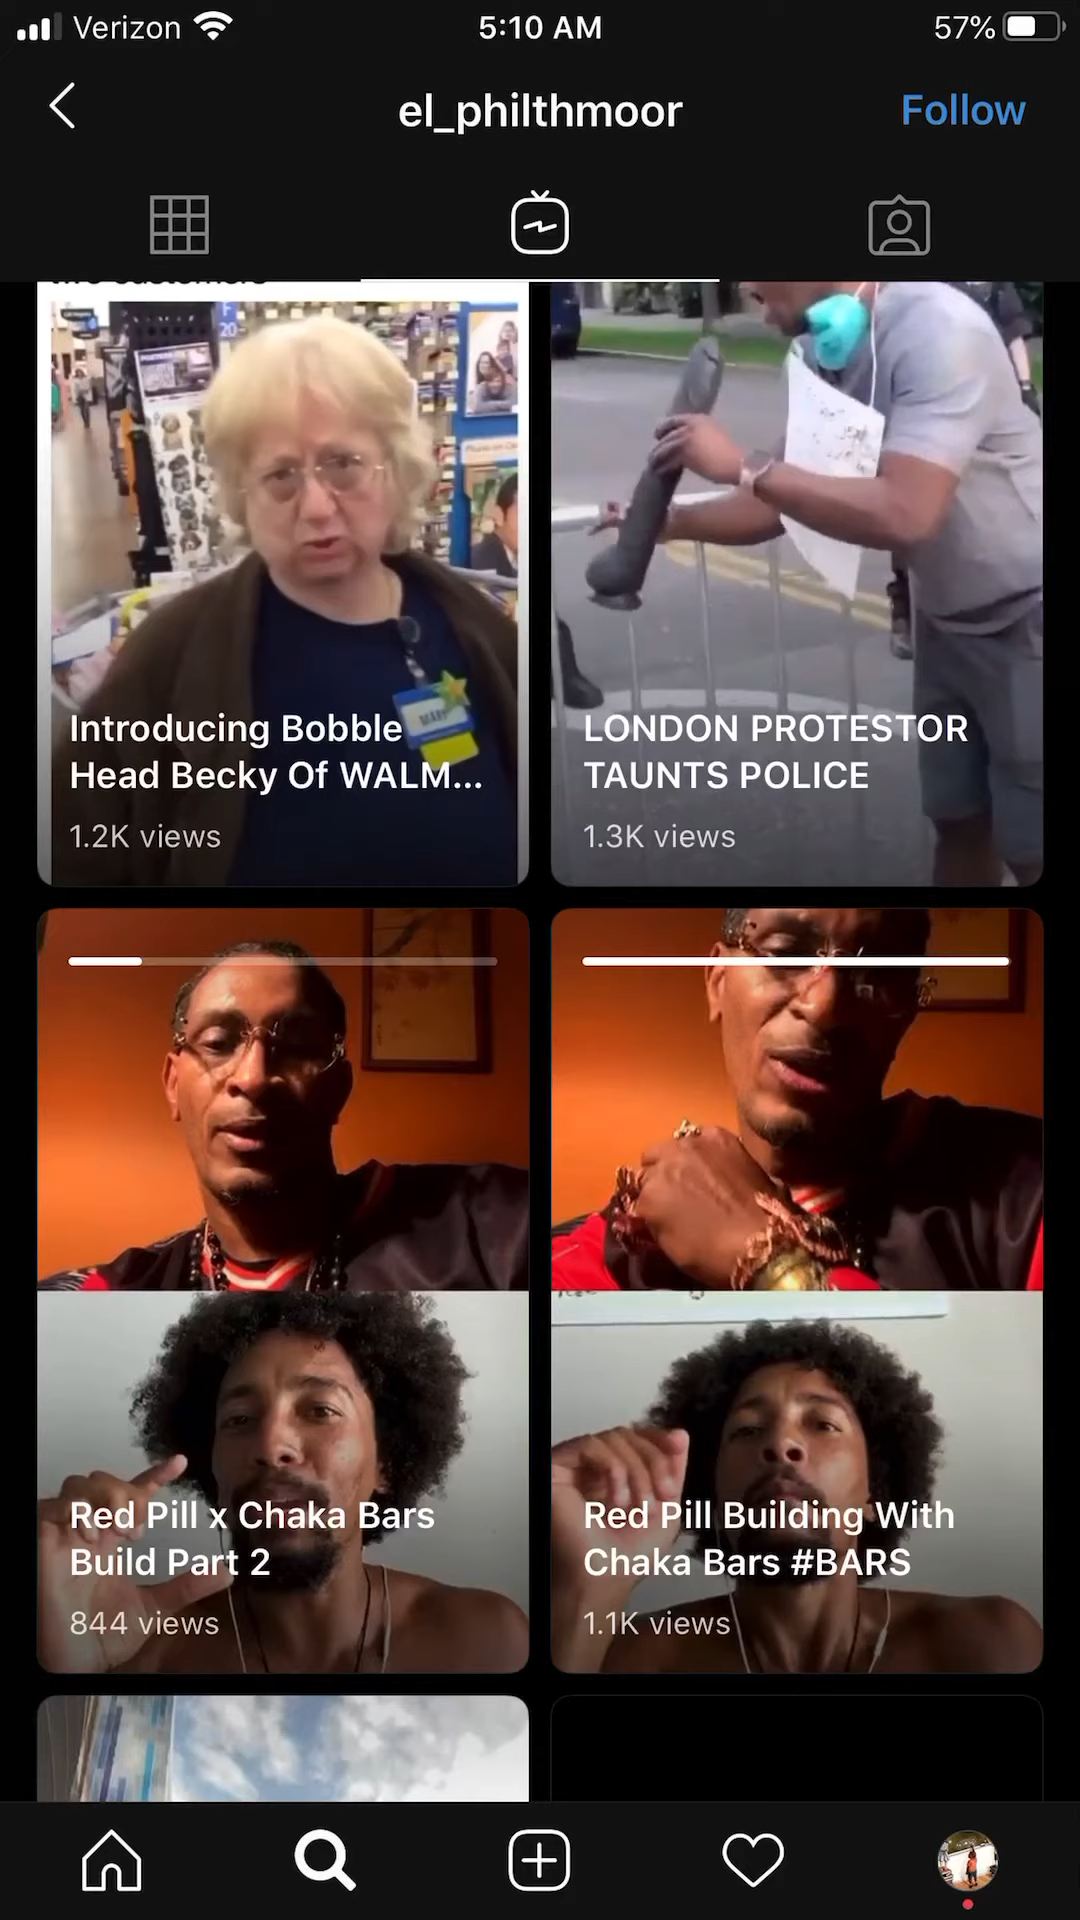 Verizon
5:10 AM
57%
el_philthmoor
Follow
F
20
Introducing Bobble
Head Becky Of WALM...
1.2K views
LONDON PROTESTOR
TAUNTS POLICE
1.3K views
Red Pill x Chaka Bars
Build Part 2
844 views
Red Pill Building With
Chaka Bars #BARS
1.1K views